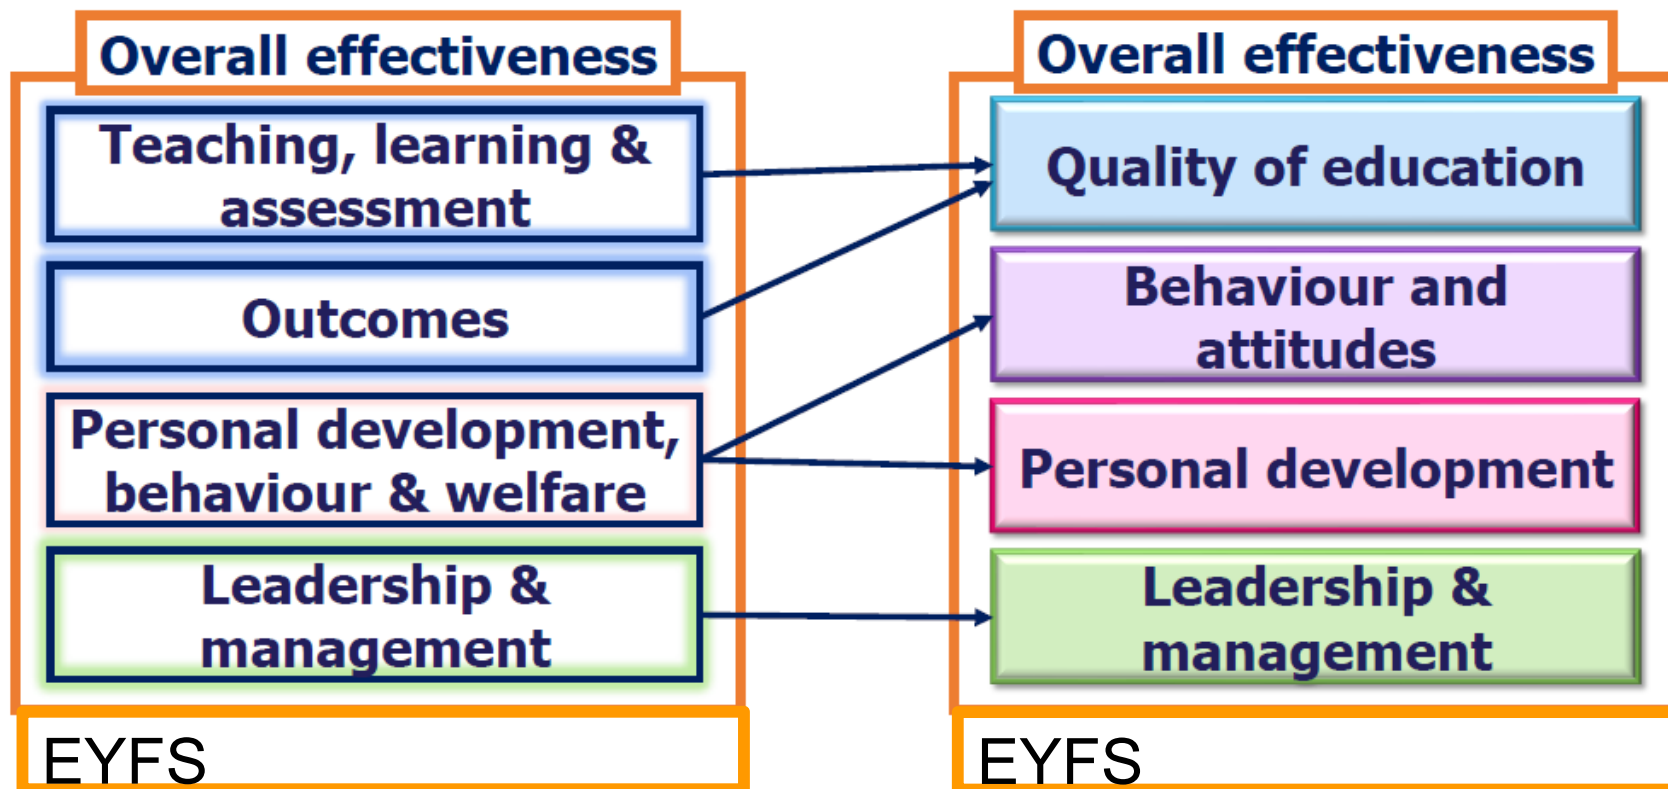 Overall effectiveness
Teaching, learning &
assessment
Outcomes
Personal development,
behaviour & welfare
Leadership &
management
EYFS
Overall effectiveness
Quality of education
Behaviour and
attitudes
Personal development
Leadership &
management
EYFS